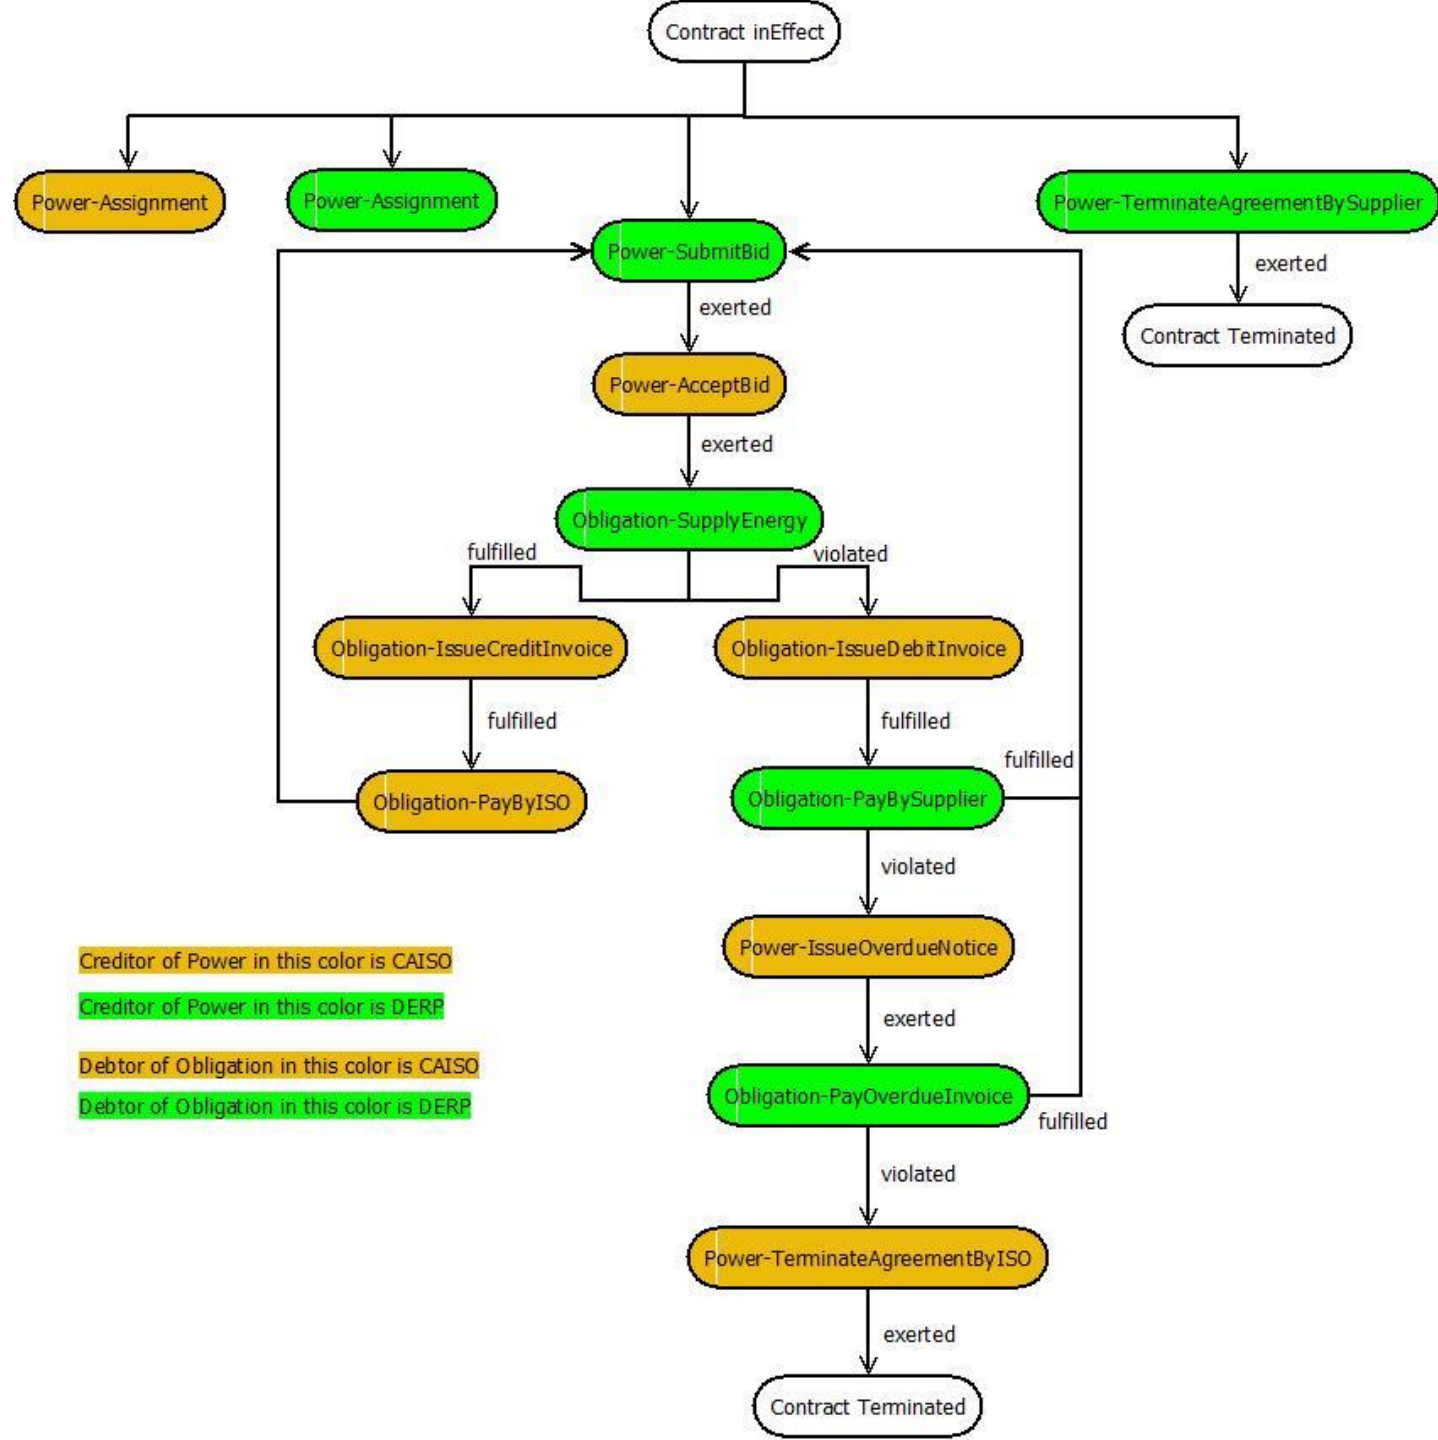 Contract inEffect
Power-Assignment
Power-Assignment
Power-TerminateAgreementBySupplier
Power-SubmitBid
exerted
exerted
Contract Terminated
Power-AcceptBid
exerted
Obligation-SupplyEnergy
fulfilled
violated
Obligation-IssueCreditInvoice
Obligation-IssueDebitInvoice
fulfilled
fulfilled
fulfilled
Obligation-PayByISO
Obligation-PayBySupplier
violated
Power-IssueOverdueNotice
Creditor of Power in this color is CAISO
Creditor of Power in this color is DERP
exerted
Debtor of Obligation in this color is CAISO
Debtor of Obligation in this color is DERP
Obligation-PayOverdueInvoice
fulfilled
violated
Power-TerminateAgreementByISO
exerted
Contract Terminated